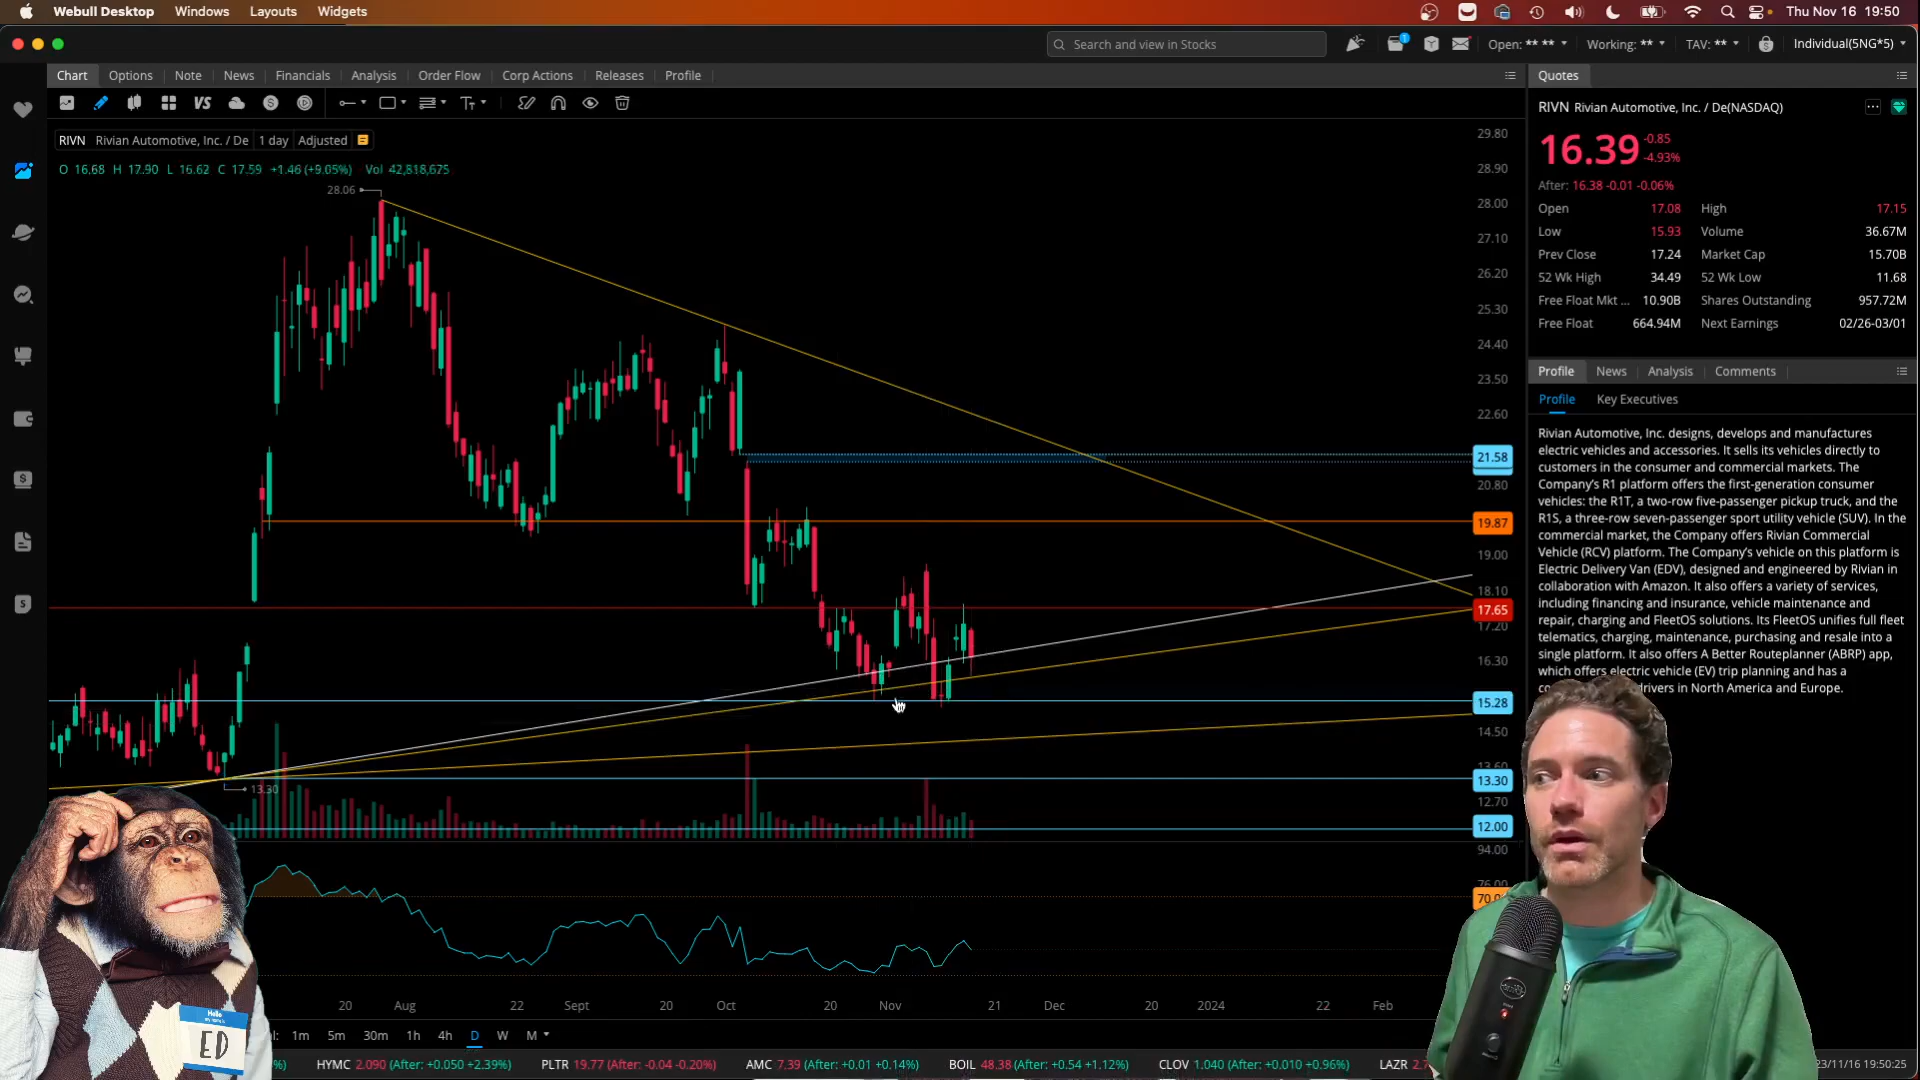 Webull Desktop Windows Layouts Widgets Thu Nov 16 19:50
Search and view in Stocks 1 Open: ** ** Working: ** TAV: ** Individual(5NG*5)
Chart Options Note News Financials Analysis Order Flow Corp Actions Releases Profile
VS
RIVN Rivian Automotive, Inc. / De 1 day Adjusted
O 16.68 H 17.90 L 16.62 C 17.59 +1.46 (+9.05%) Vol 42,818,675
28.06
13.30
29.80
28.90
28.00
27.10
26.20
25.30
24.40
23.50
22.60
21.58
20.80
19.87
19.00
18.10
17.65
17.20
16.30
15.28
14.50
13.30
12.70
12.00
94.00
20 Aug 22 Sept 20 Oct 20 Nov 21 Dec 20 2024 22 Feb
1m 5m 30m 1h 4h D W M
HYMC 2.090 (After: +0.050 +2.39%) PLTR 19.77 (After: -0.04 -0.20%) AMC 7.39 (After: +0.01 +0.14%) BOIL 48.38 (After: +0.54 +1.12%) CLOV 1.040 (After: +0.010 +0.96%) LAZR
Hello
ED
Quotes
RIVN Rivian Automotive, Inc. / De(NASDAQ)
16.39 -0.85
-4.93%
After: 16.38 -0.01 -0.06%
Open 17.08 High 17.15
Low 15.93 Volume 36.67M
Prev Close 17.24 Market Cap 15.70B
52 Wk High 34.49 52 Wk Low 11.68
Free Float Mkt ... 10.90B Shares Outstanding 957.72M
Free Float 664.94M Next Earnings 02/26-03/01
Profile News Analysis Comments
Profile Key Executives
Rivian Automotive, Inc. designs, develops and manufactures
electric vehicles and accessories. It sells its vehicles directly to
customers in the consumer and commercial markets. The
Company's R1 platform offers the first-generation consumer
vehicles: the R1T, a two-row five-passenger pickup truck, and the
R1S, a three-row seven-passenger sport utility vehicle (SUV). In the
commercial market, the Company offers Rivian Commercial
Vehicle (RCV) platform. The Company's vehicle on this platform is
Electric Delivery Van (EDV), designed and engineered by Rivian in
collaboration with Amazon. It also offers a variety of services,
including financing and insurance, vehicle maintenance and
repair, charging and FleetOS solutions. Its FleetOS unifies full fleet
telematics, charging, maintenance, purchasing and resale into a
single platform. It also offers A Better Routeplanner (ABRP) app,
which offers electric vehicle (EV) trip planning and has a
drivers in North America and Europe.
23/11/16 19:50:25